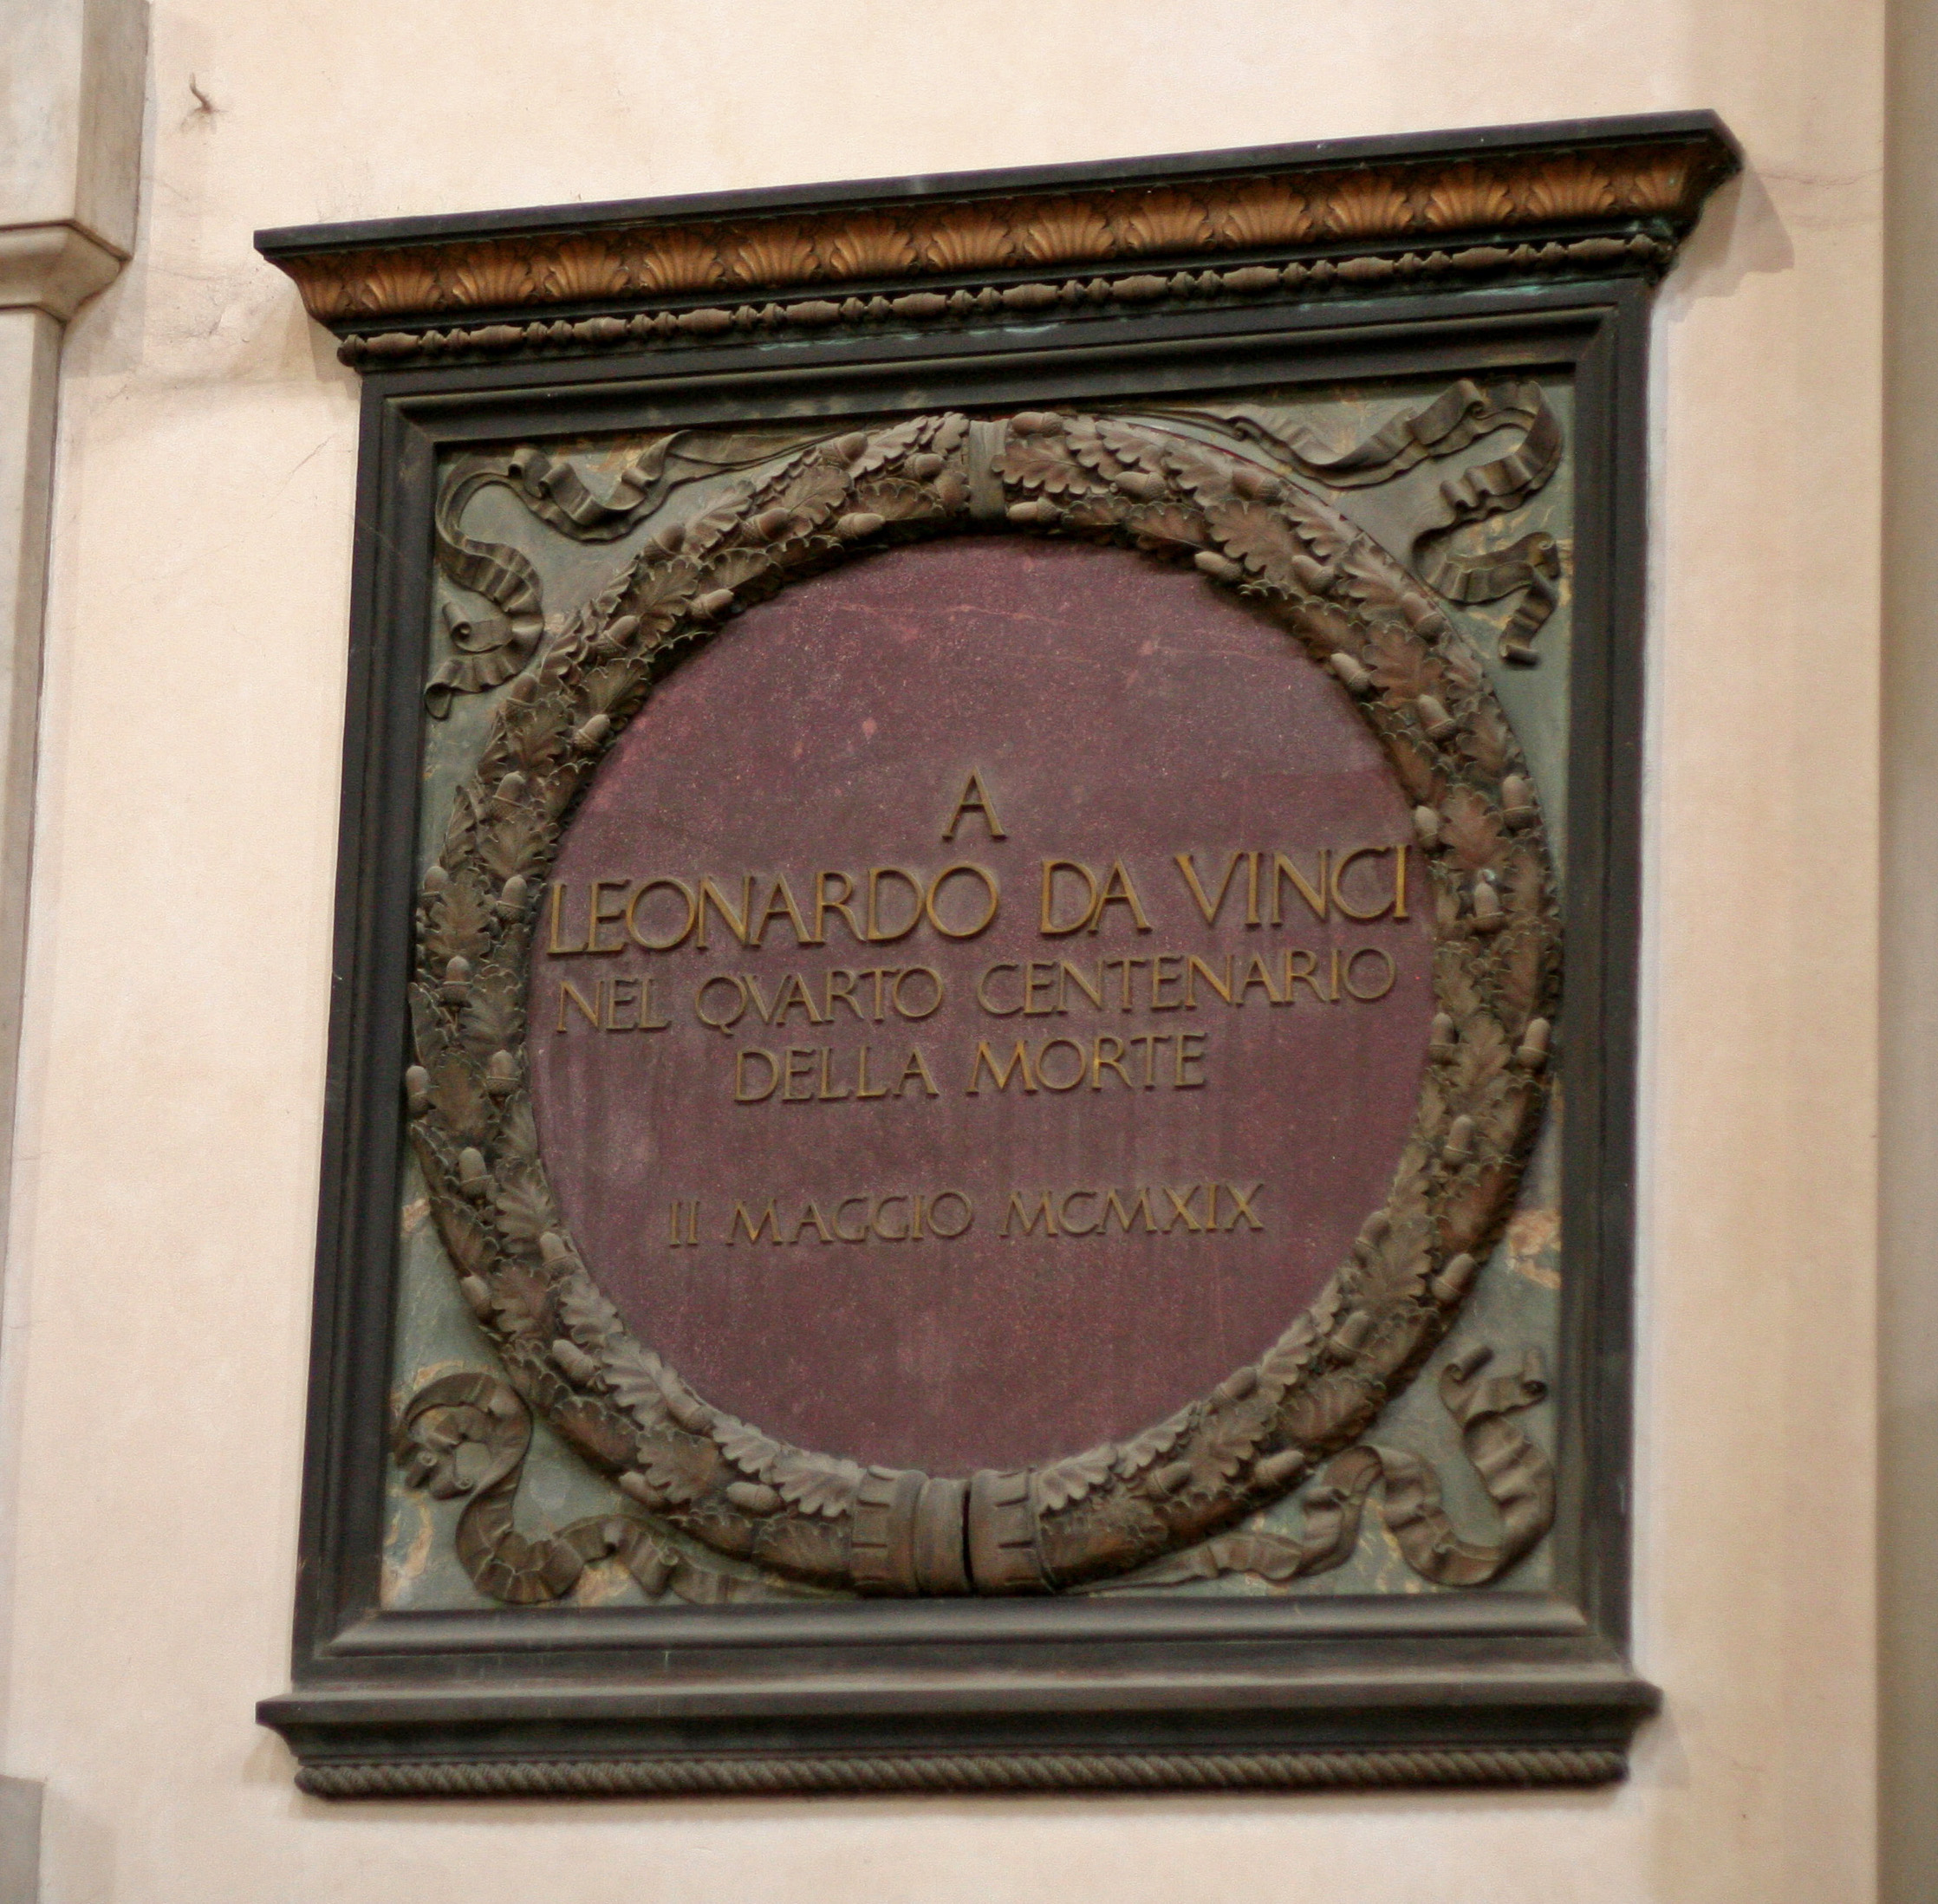 A
LEONARDO DA VINCI
NEL QVARTO CENTENARIO
DELLA MORTE
II MAGGIO MCMXIX